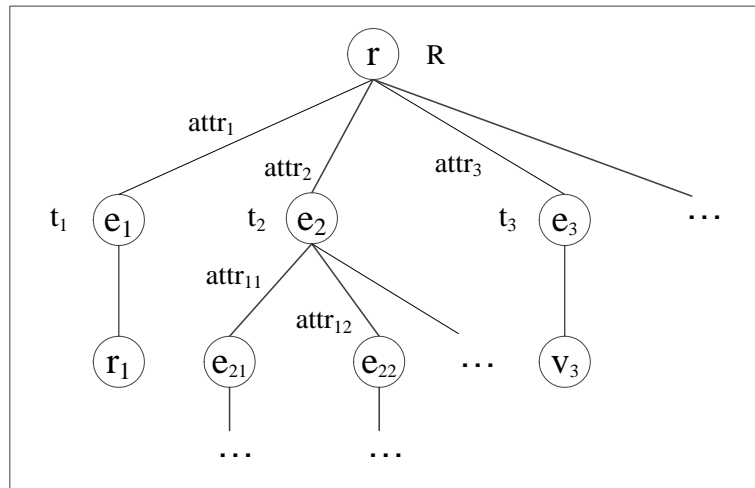 r R
attr₁ attr₂ attr₃
t₁ e₁ t₂ e₂ t₃ e₃ ...
attr₁₁ attr₁₂
r₁ e₂₁ e₂₂ ... v₃
... ...